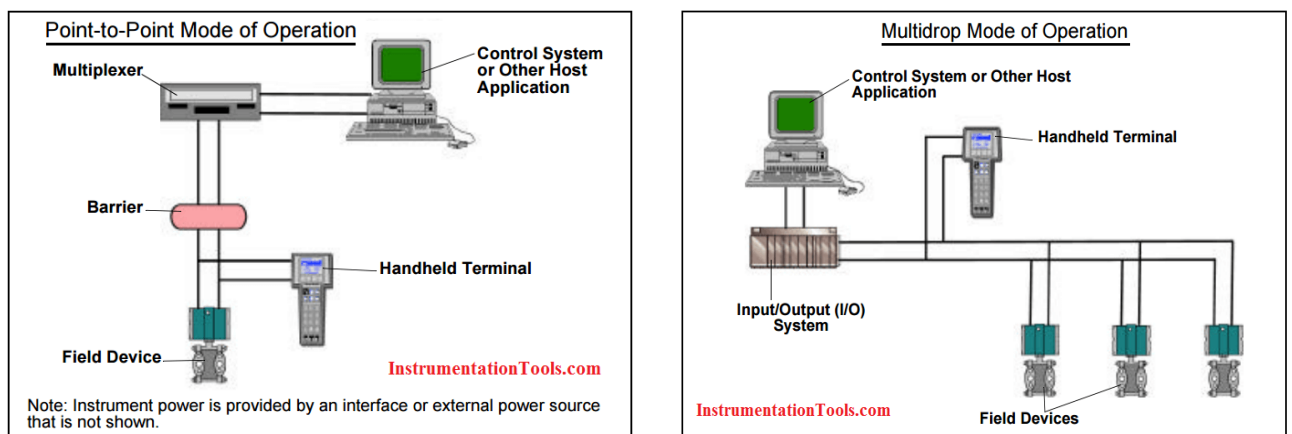 Point-to-Point Mode of Operation
Multiplexer
Control System
or Other Host
Application
Barrier
Handheld Terminal
Field Device
InstrumentationTools.com
Note: Instrument power is provided by an interface or external power source
that is not shown.
Multidrop Mode of Operation
Control System or Other Host
Application
Handheld Terminal
Input/Output (I/O)
System
Field Devices
InstrumentationTools.com